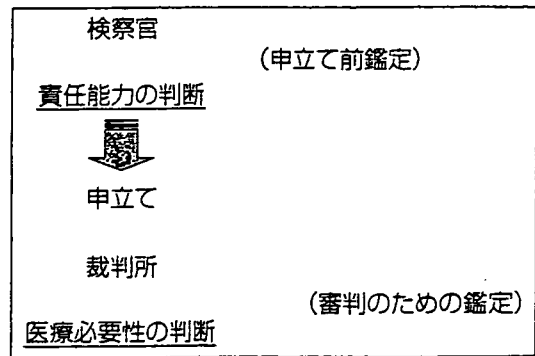 検察官
（申立て前鑑定）
責任能力の判断
申立て
裁判所
（審判のための鑑定）
医療必要性の判断